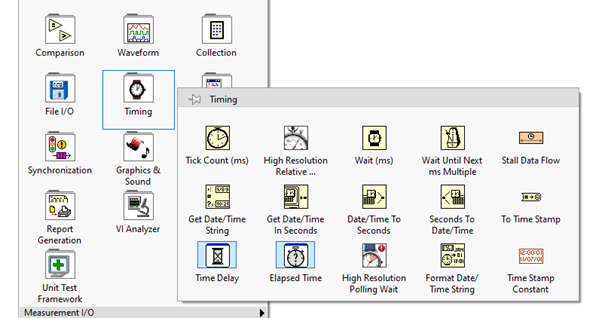 Comparison
Waveform
Collection
File I/O
Timing
Timing
Tick Count (ms)
High Resolution
Relative ...
Wait (ms)
Wait Until Next
ms Multiple
Stall Data Flow
Synchronization
Graphics &
Sound
Get Date/Time
String
Get Date/Time
In Seconds
Date/Time To
Seconds
Seconds To
Date/Time
To Time Stamp
Report
Generation
VI Analyzer
Time Delay
Elapsed Time
High Resolution
Polling Wait
Format Date/
Time String
Time Stamp
Constant
Unit Test
Framework
Measurement I/O